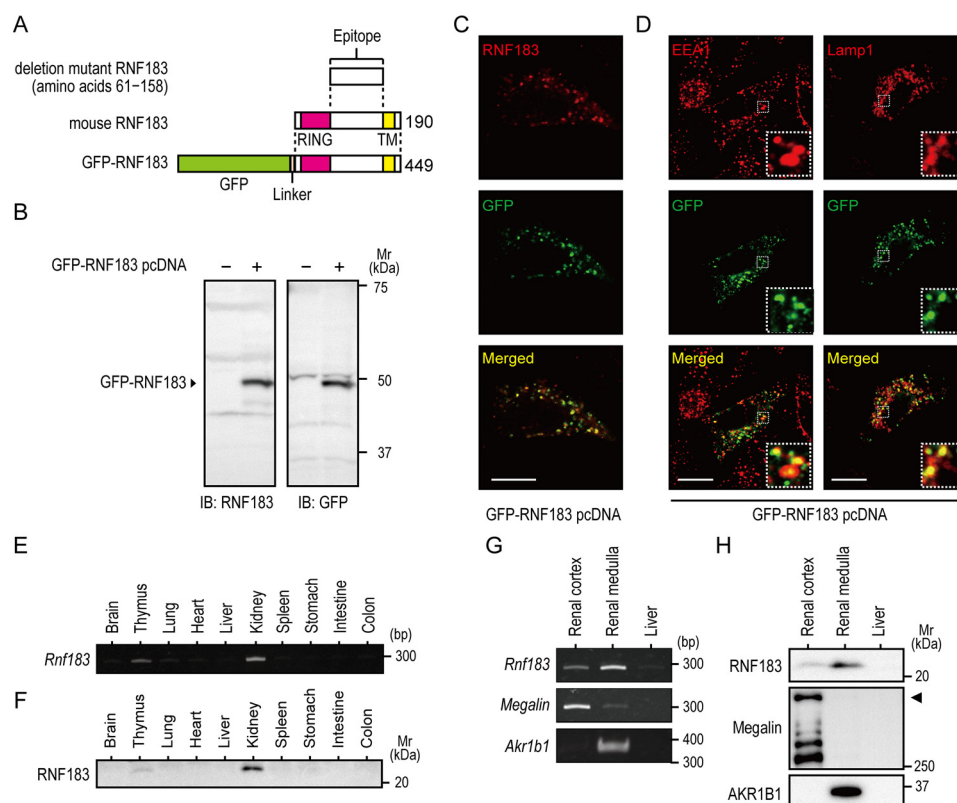 A
Epitope
deletion mutant RNF183
(amino acids 61–158)
mouse RNF183
190
RING
TM
GFP-RNF183
449
GFP
Linker
B
GFP-RNF183 pcDNA
– + – +
Mr
(kDa)
75
50
37
GFP-RNF183
IB: RNF183
IB: GFP
C
RNF183
GFP
Merged
GFP-RNF183 pcDNA
D
EEA1
Lamp1
GFP
GFP
Merged
Merged
GFP-RNF183 pcDNA
E
Brain
Thymus
Lung
Heart
Liver
Kidney
Spleen
Stomach
Intestine
Colon
(bp)
Rnf183
300
F
Brain
Thymus
Lung
Heart
Liver
Kidney
Spleen
Stomach
Intestine
Colon
Mr
(kDa)
RNF183
20
G
Renal cortex
Renal medulla
Liver
(bp)
Rnf183
300
Megalin
300
Akr1b1
400
300
H
Renal cortex
Renal medulla
Liver
Mr
(kDa)
RNF183
20
Megalin
250
AKR1B1
37